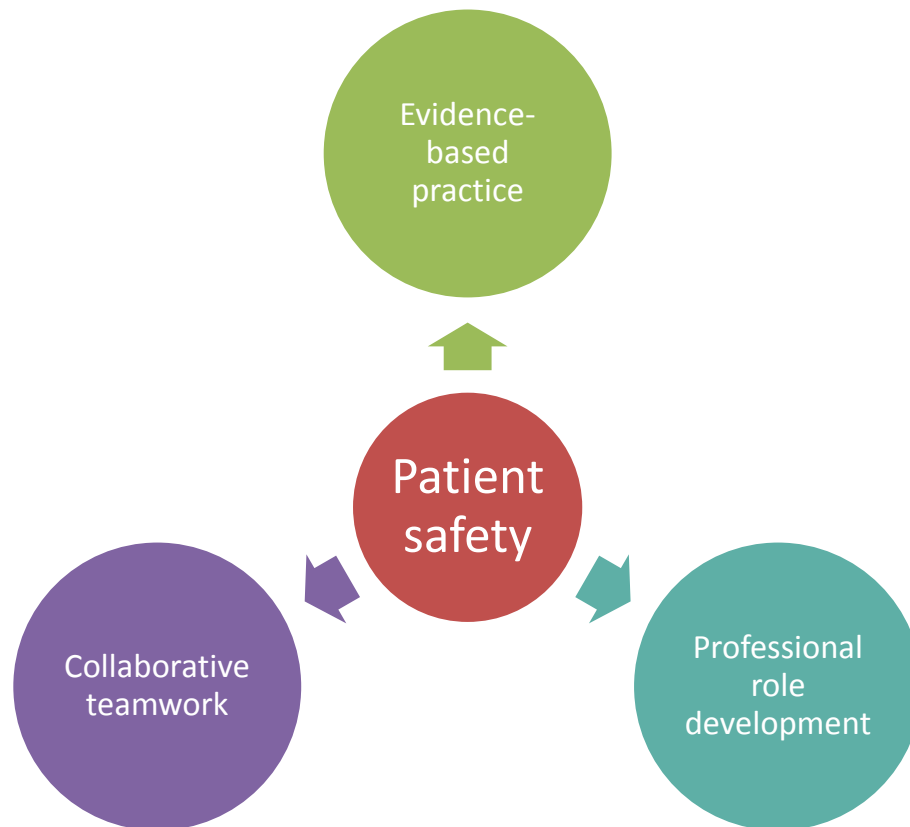 Evidence-
based
practice
Patient
safety
Collaborative
teamwork
Professional
role
development